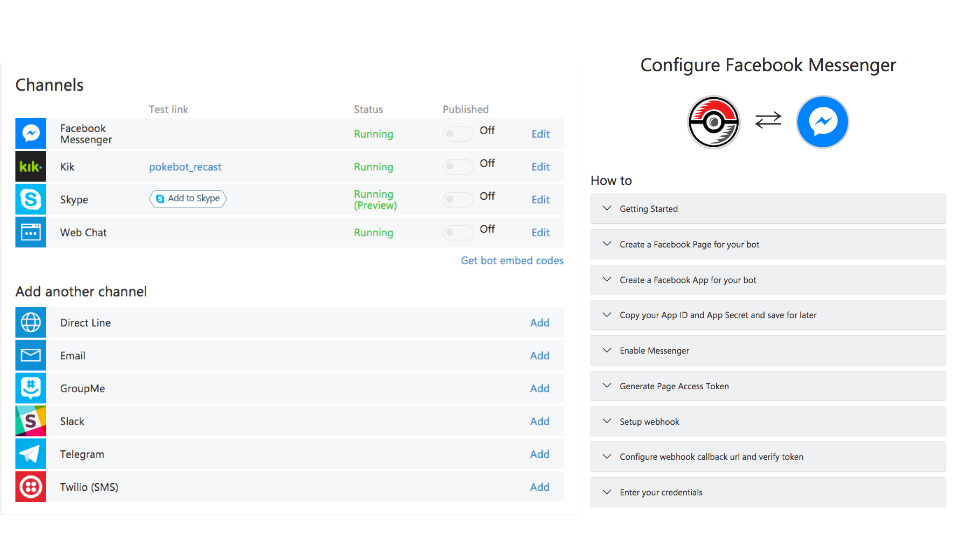 Channels
Test link Status Published
Facebook Messenger Running Off Edit
kik· Kik pokebot_recast Running Off Edit
Skype Add to Skype Running (Preview) Off Edit
Web Chat Running Off Edit
Get bot embed codes
Add another channel
Direct Line Add
Email Add
GroupMe Add
Slack Add
Telegram Add
Twilio (SMS) Add
Configure Facebook Messenger
How to
Getting Started
Create a Facebook Page for your bot
Create a Facebook App for your bot
Copy your App ID and App Secret and save for later
Enable Messenger
Generate Page Access Token
Setup webhook
Configure webhook callback url and verify token
Enter your credentials